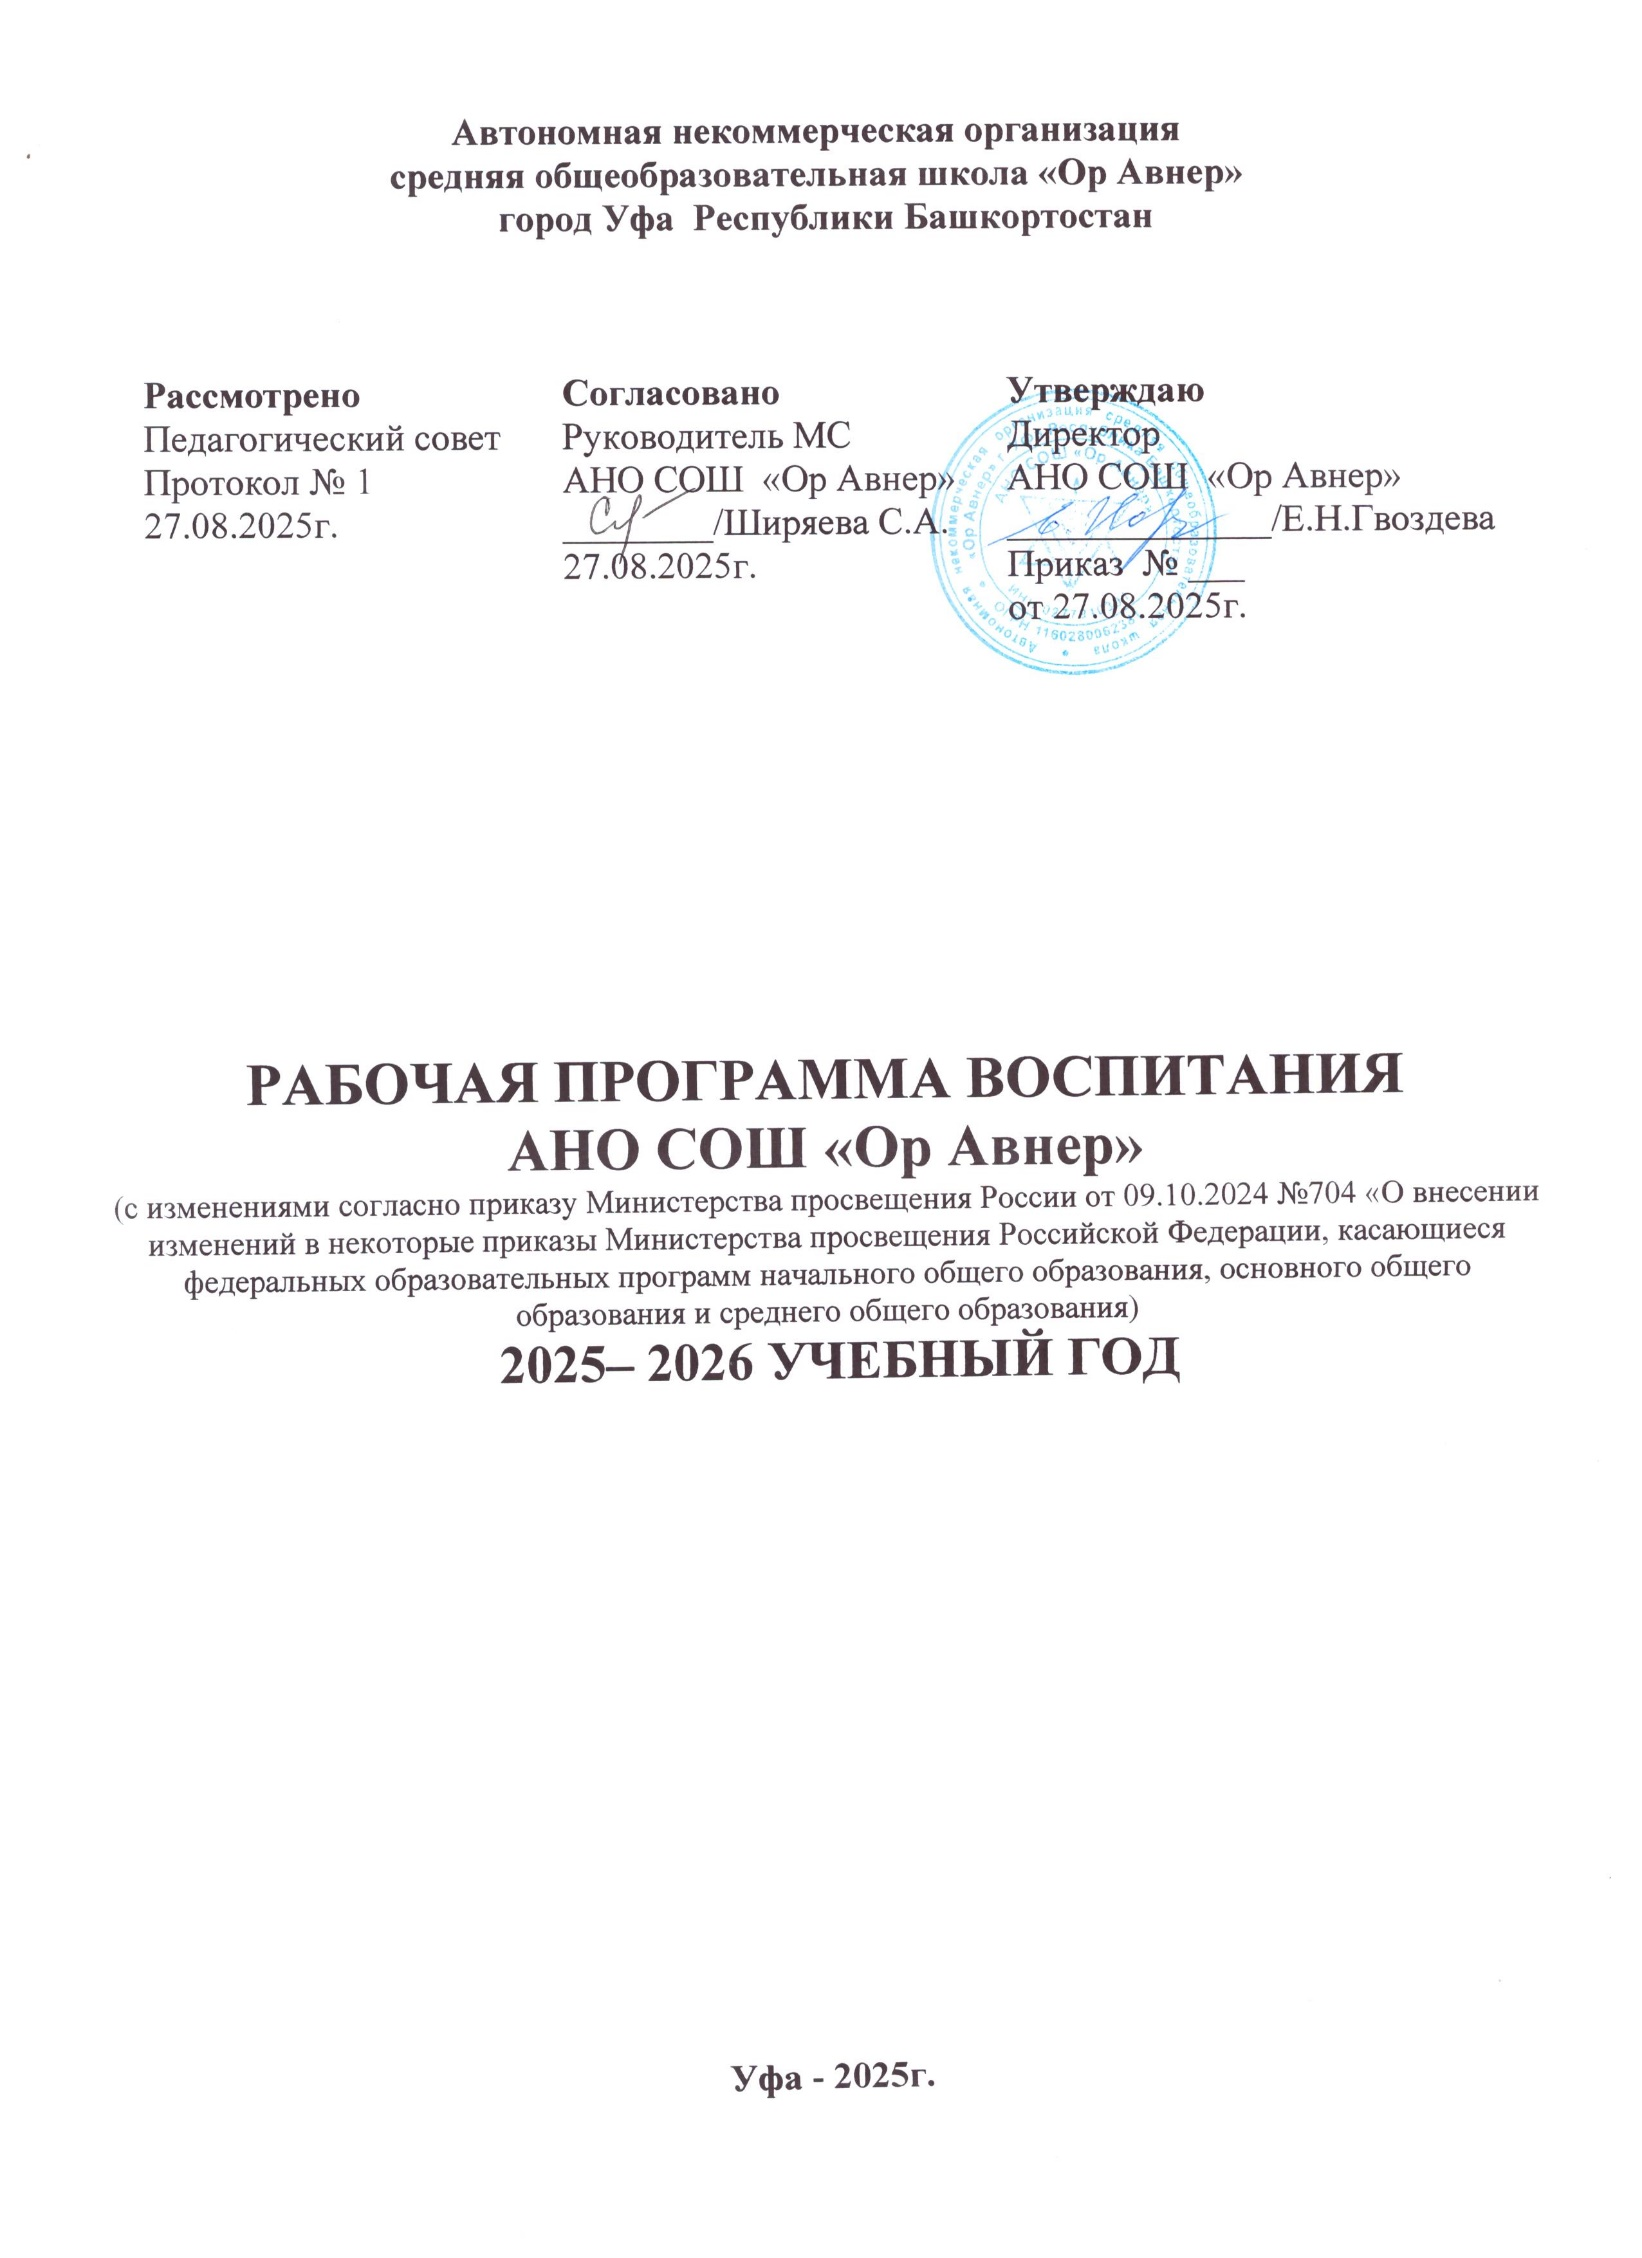 Автономная некоммерческая организация
средняя общеобразовательная школа «Ор Авнер»
город Уфа Республики Башкортостан
Рассмотрено
Педагогический совет
Протокол № 1
27.08.2025г.
Согласовано
Руководитель МС
АНО СОШ «Ор Авнер»
_________/Ширяева С.А.
27.08.2025г.
Утверждаю
Директор
АНО СОШ «Ор Авнер»
_______________/Е.Н.Гвоздева
Приказ № ___
от 27.08.2025г.
РАБОЧАЯ ПРОГРАММА ВОСПИТАНИЯ
АНО СОШ «Ор Авнер»
(с изменениями согласно приказу Министерства просвещения России от 09.10.2024 №704 «О внесении
изменений в некоторые приказы Министерства просвещения Российской Федерации, касающиеся
федеральных образовательных программ начального общего образования, основного общего
образования и среднего общего образования)
2025– 2026 УЧЕБНЫЙ ГОД
Уфа - 2025г.